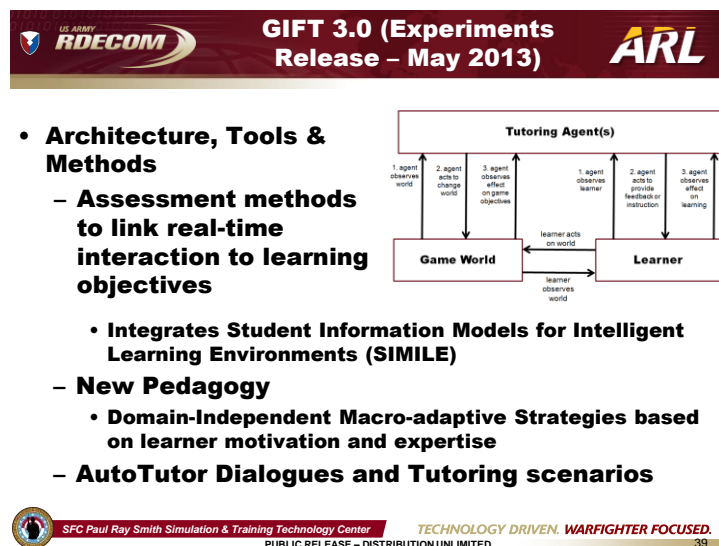 US ARMY
RDECOM
GIFT 3.0 (Experiments
Release – May 2013)
ARL
• Architecture, Tools &
Methods
– Assessment methods
to link real-time
interaction to learning
objectives
Tutoring Agent(s)
1. agent
observes
world
2. agent
acts to
change
world
3. agent
observes
effect
on game
objectives
1. agent
observes
learner
2. agent
acts to
provide
feedback or
instruction
3. agent
observes
effect
on
learning
learner acts
on world
Game World
Learner
learner
observes
world
• Integrates Student Information Models for Intelligent
Learning Environments (SIMILE)
– New Pedagogy
• Domain-Independent Macro-adaptive Strategies based
on learner motivation and expertise
– AutoTutor Dialogues and Tutoring scenarios
SFC Paul Ray Smith Simulation & Training Technology Center
TECHNOLOGY DRIVEN. WARFIGHTER FOCUSED.
PUBLIC RELEASE – DISTRIBUTION UNLIMITED
39